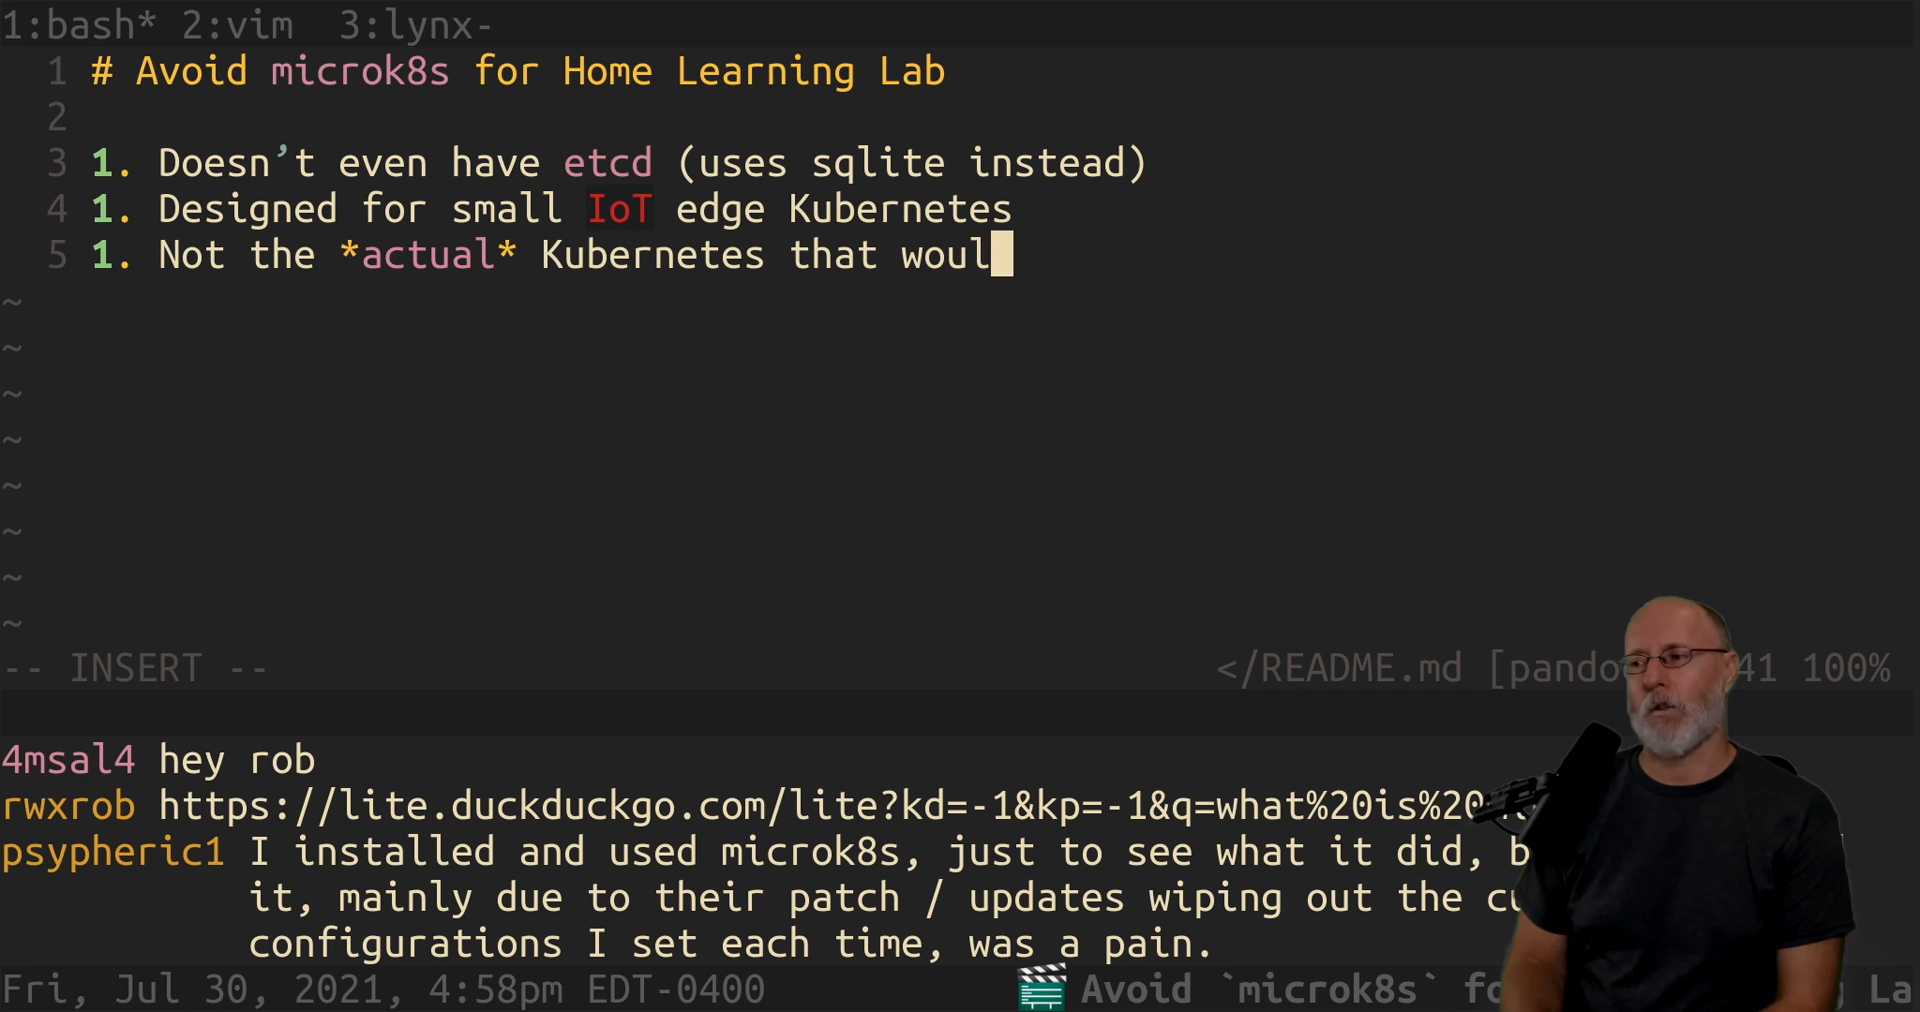 1:bash* 2:vim  3:lynx-
1 # Avoid microk8s for Home Learning Lab
2
3 1. Doesn’t even have etcd (uses sqlite instead)
4 1. Designed for small IoT edge Kubernetes
5 1. Not the *actual* Kubernetes that woul
~
~
~
~
~
~
~
~
-- INSERT -- </README.md [pando 41 100%
4msal4 hey rob
rwxrob https://lite.duckduckgo.com/lite?kd=-1&kp=-1&q=what%20is%20
psypheric1 I installed and used microk8s, just to see what it did,
it, mainly due to their patch / updates wiping out the
configurations I set each time, was a pain.
Fri, Jul 30, 2021, 4:58pm EDT-0400 Avoid `microk8s` La